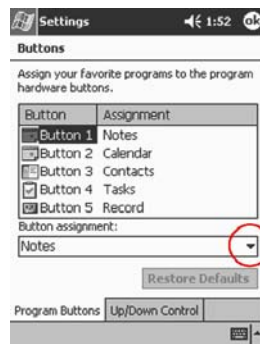 Settings 1:52 ok
Buttons
Assign your favorite programs to the program
hardware buttons.
Button Assignment
Button 1 Notes
Button 2 Calendar
Button 3 Contacts
Button 4 Tasks
Button 5 Record
Button assignment:
Notes
Restore Defaults
Program Buttons Up/Down Control